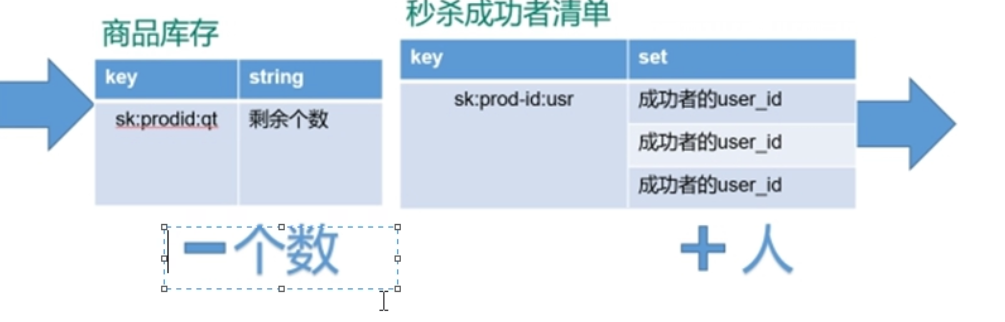 商品库存
key string
sk:prodid:qt 剩余个数
秒杀成功者清单
key set
sk:prod-id:usr 成功者的user_id
成功者的user_id
成功者的user_id
━个数
➕ 人